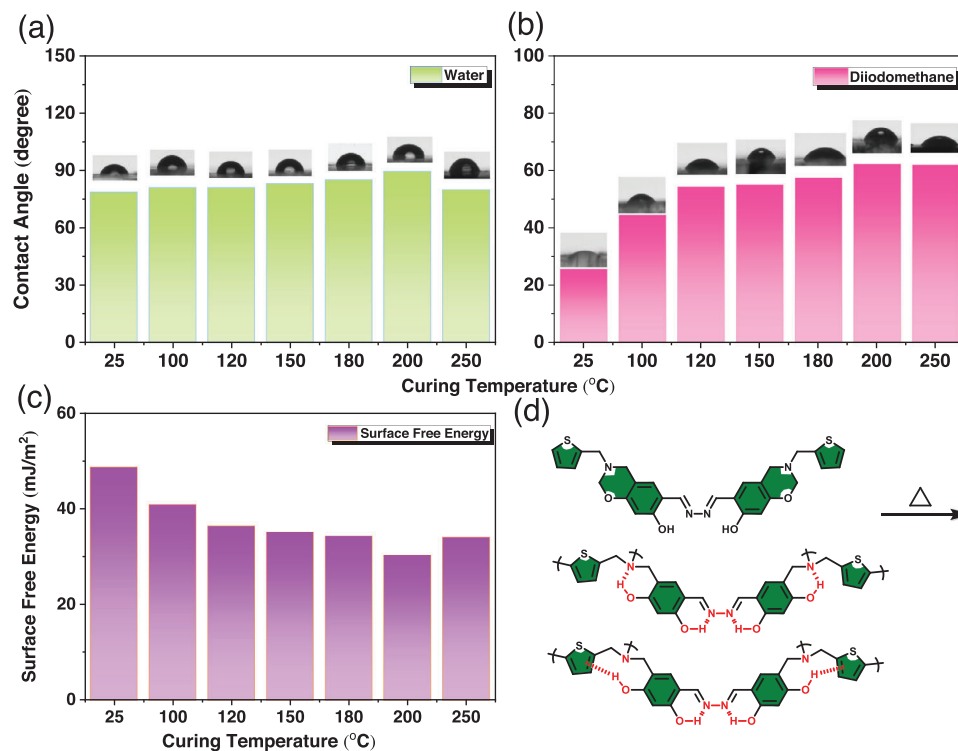 (a)
150
120
90
60
30
0
Contact Angle (degree)
Water
25 100 120 150 180 200 250
(b)
100
80
60
40
20
0
Diiodomethane
25 100 120 150 180 200 250
Curing Temperature (°C)
(c)
60
40
20
0
Surface Free Energy (mJ/m²)
Surface Free Energy
25 100 120 150 180 200 250
Curing Temperature (°C)
(d)
S S
N N
O O
N N
OH HO
S S
N N
H H
O O
N N
O H H O
S S
N N
H H
O O
N N
O H H O